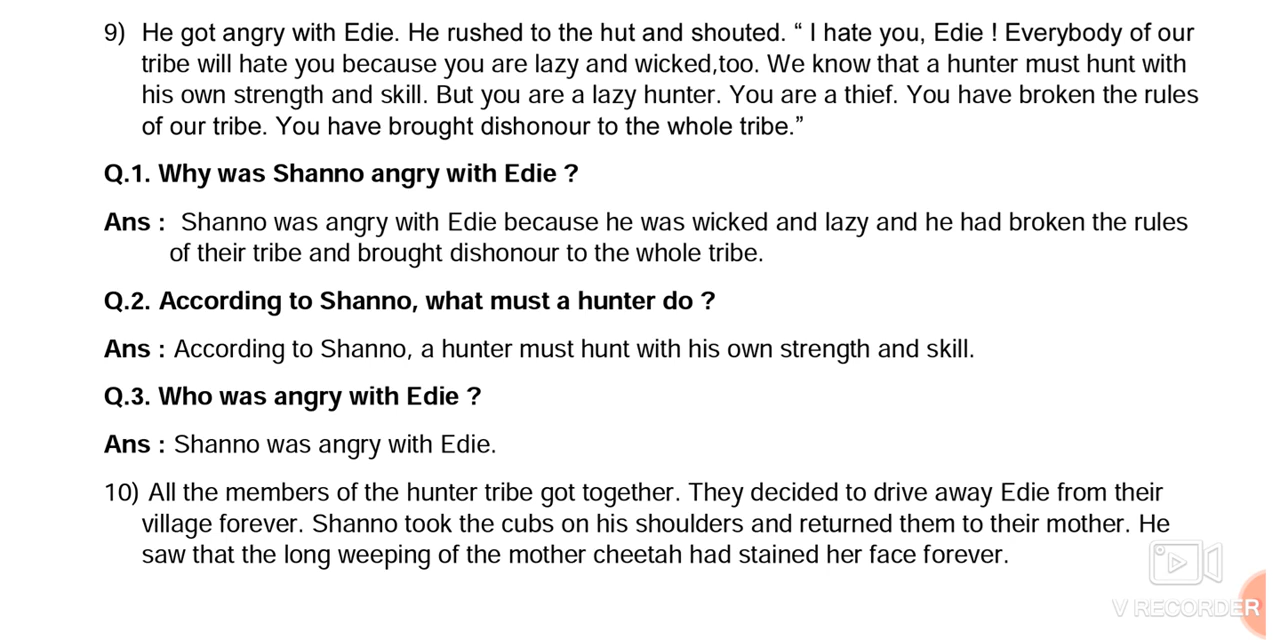 9) He got angry with Edie. He rushed to the hut and shouted. “ I hate you, Edie ! Everybody of our
tribe will hate you because you are lazy and wicked,too. We know that a hunter must hunt with
his own strength and skill. But you are a lazy hunter. You are a thief. You have broken the rules
of our tribe. You have brought dishonour to the whole tribe.”
Q.1. Why was Shanno angry with Edie ?
Ans : Shanno was angry with Edie because he was wicked and lazy and he had broken the rules
of their tribe and brought dishonour to the whole tribe.
Q.2. According to Shanno, what must a hunter do ?
Ans : According to Shanno, a hunter must hunt with his own strength and skill.
Q.3. Who was angry with Edie ?
Ans : Shanno was angry with Edie.
10) All the members of the hunter tribe got together. They decided to drive away Edie from their
village forever. Shanno took the cubs on his shoulders and returned them to their mother. He
saw that the long weeping of the mother cheetah had stained her face forever.
V RECORDER